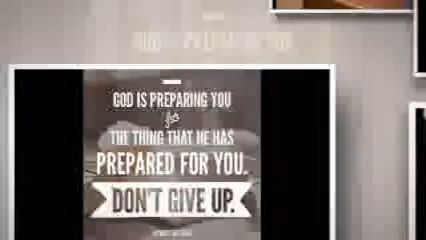 GOD IS PREPARING YOU
for
THE THING THAT HE HAS
PREPARED FOR YOU.
DON'T GIVE UP.